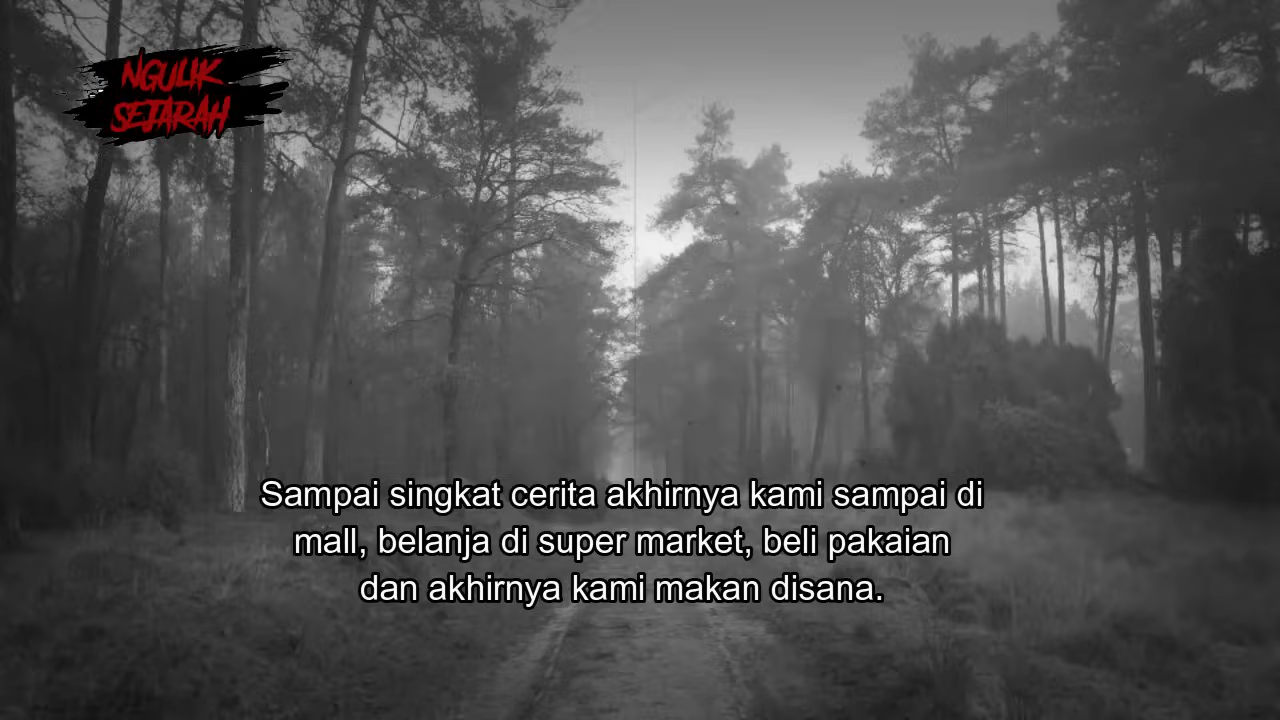 NGULIK
SEJARAH
Sampai singkat cerita akhirnya kami sampai di
mall, belanja di super market, beli pakaian
dan akhirnya kami makan disana.